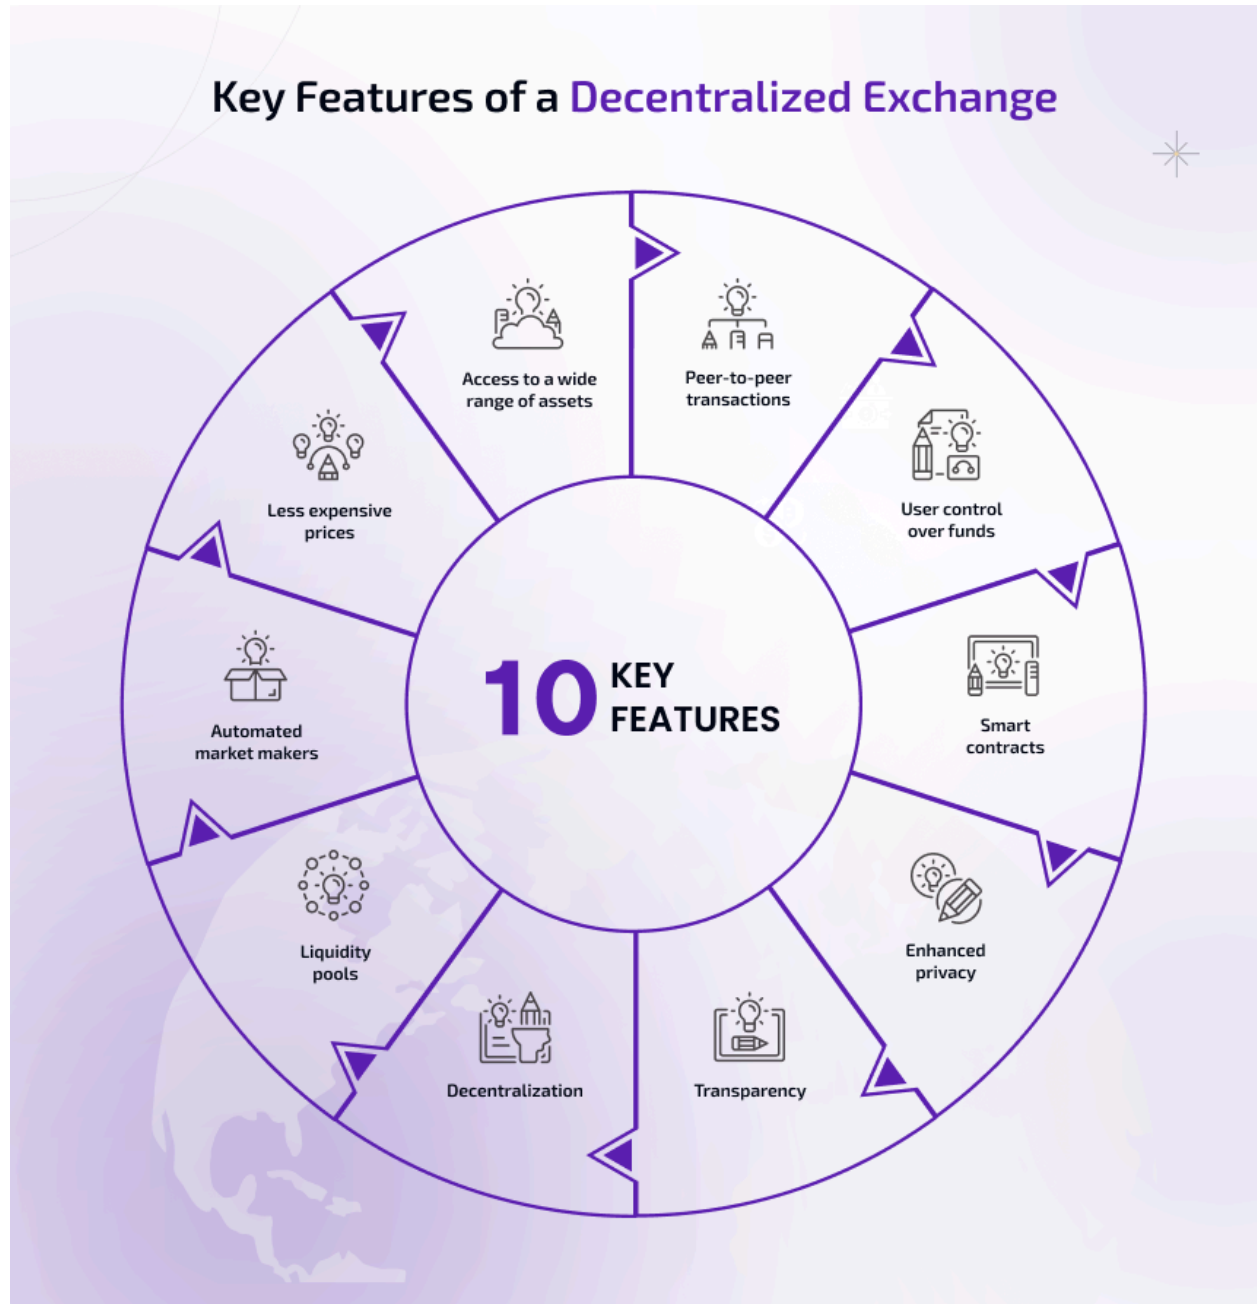 Key Features of a Decentralized Exchange
Access to a wide
range of assets
Peer-to-peer
transactions
User control
over funds
Smart
contracts
Enhanced
privacy
Transparency
Decentralization
Liquidity
pools
Automated
market makers
Less expensive
prices
10 KEY
FEATURES